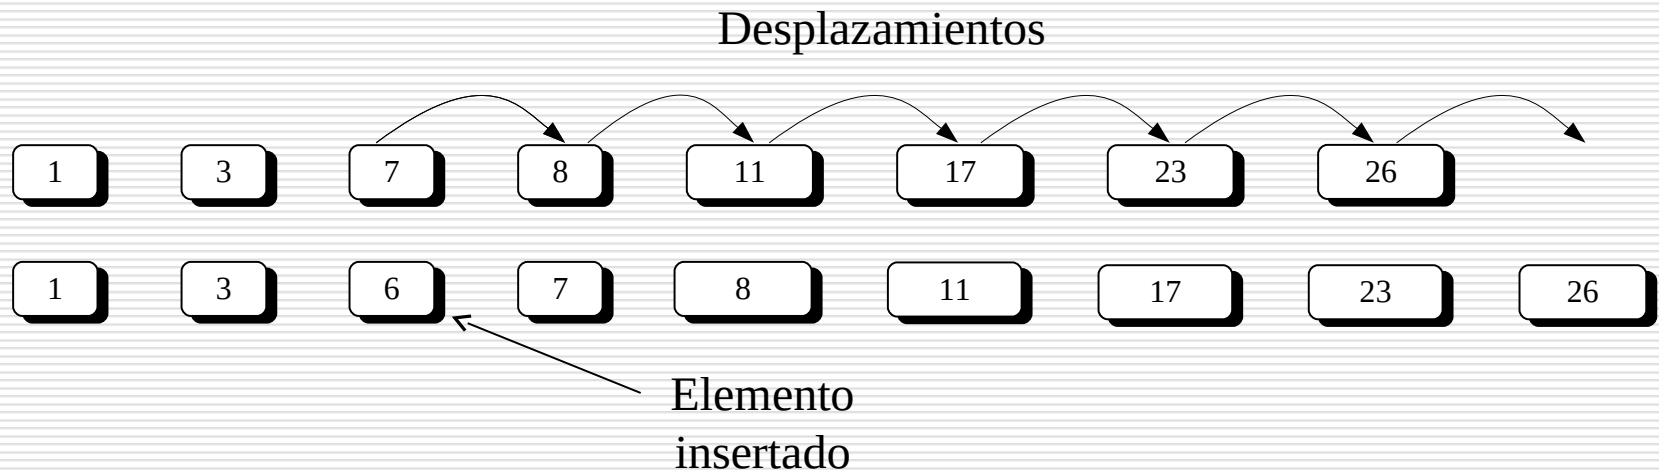 Desplazamientos
1 3 7 8 11 17 23 26
1 3 6 7 8 11 17 23 26
Elemento
insertado